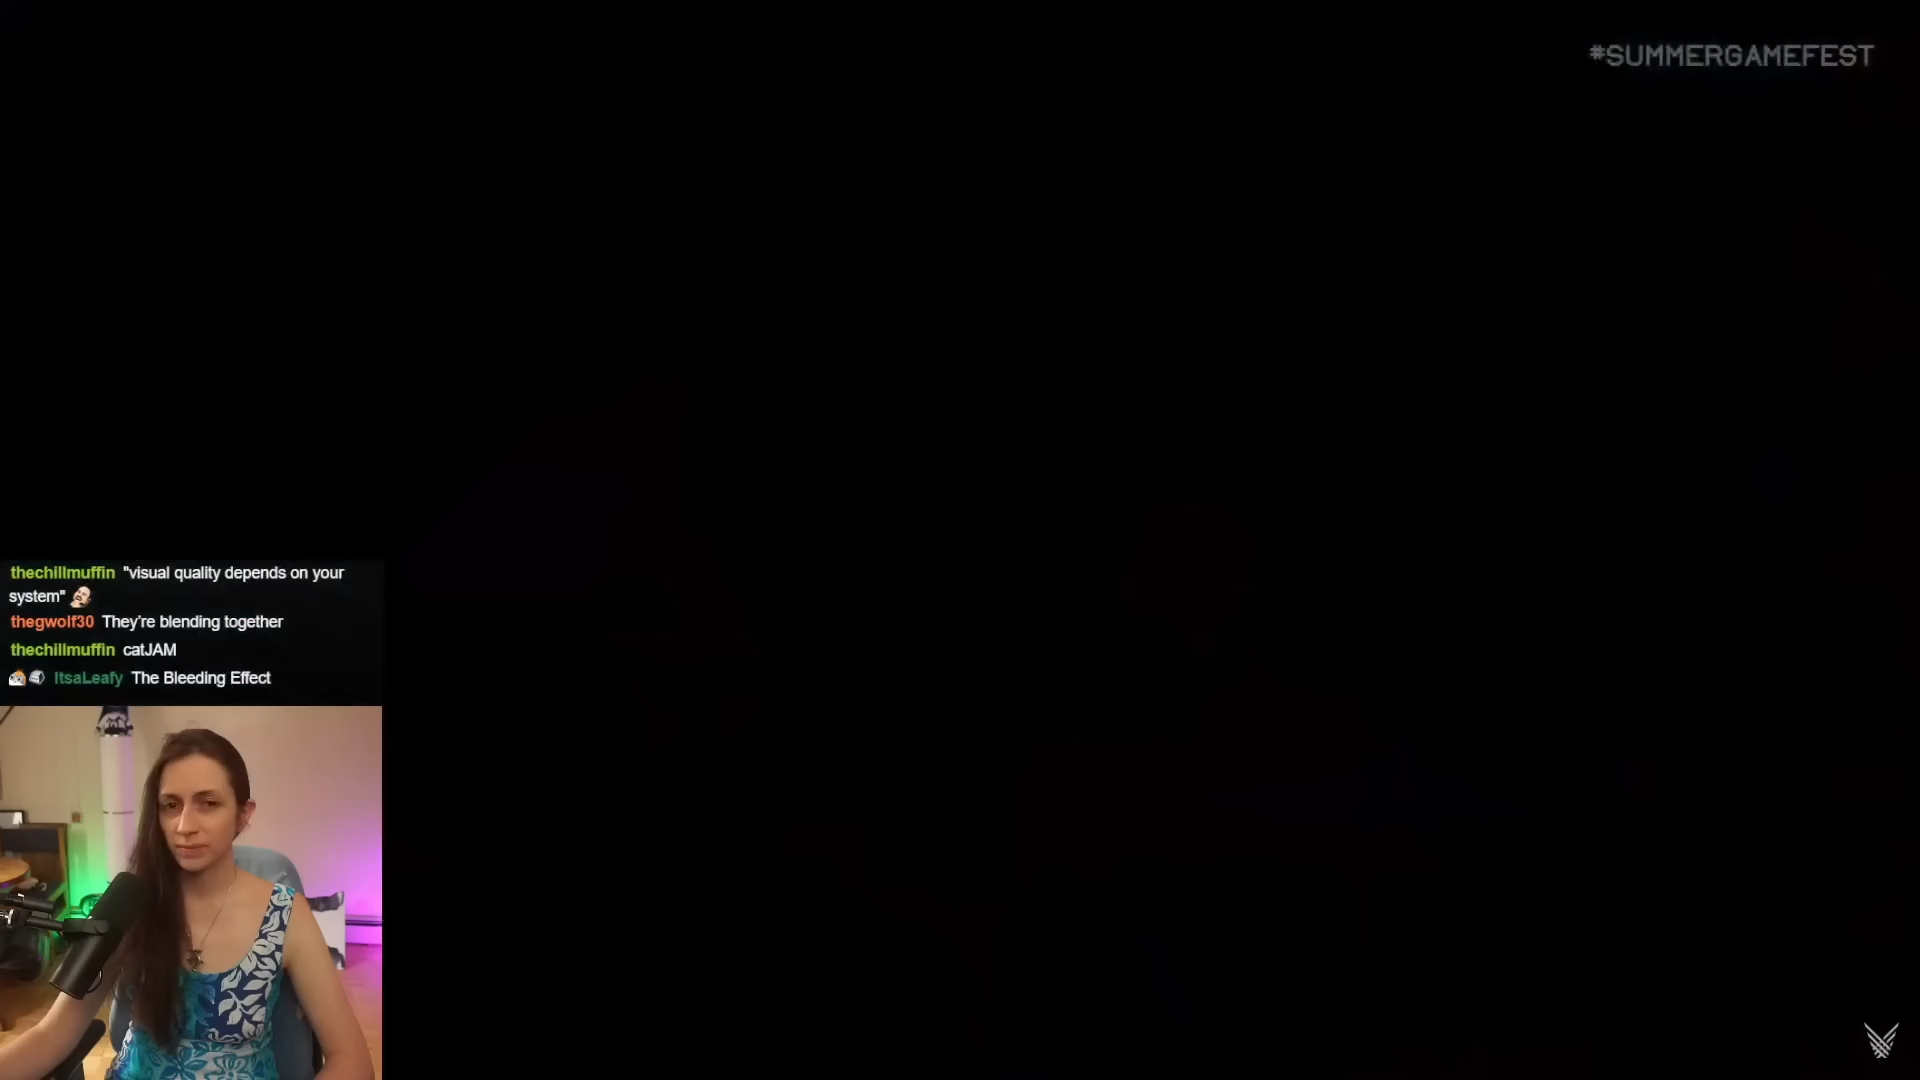 #SUMMERGAMEFEST
thechillmuffin "visual quality depends on your
system"
thegwolf30 They're blending together
thechillmuffin catJAM
ItsaLeafy The Bleeding Effect